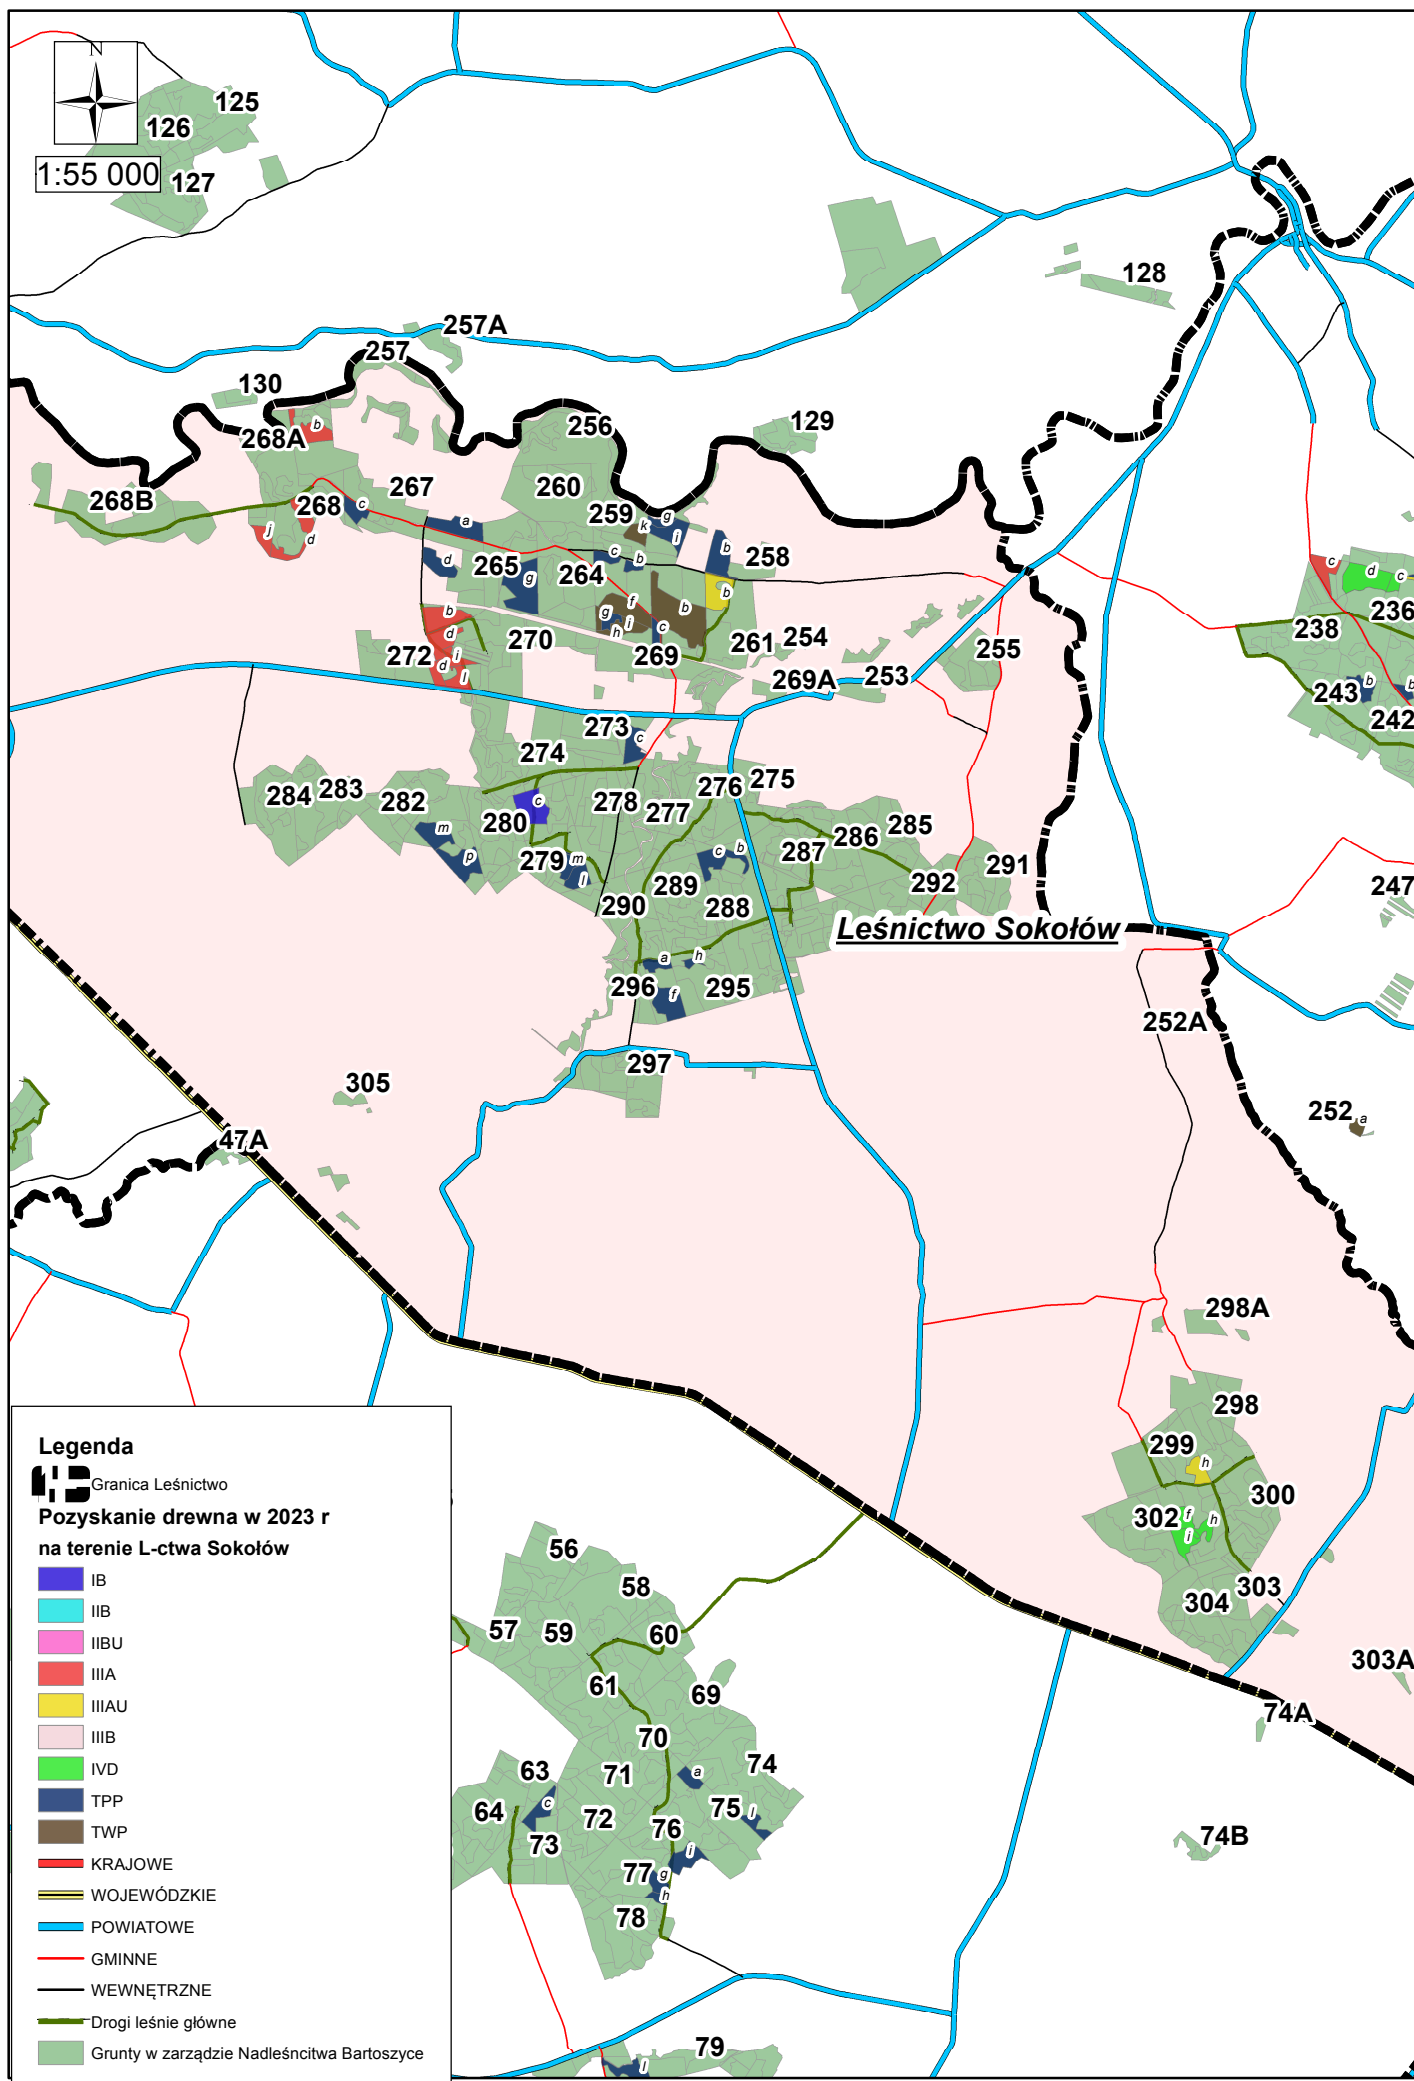 N
125
126
1:55 000
127
128
257A
257
130
129
b
268A
256
268B
267
260
268
c
259
g
k
i
a
j
d
c
b
b
258
d
265
g
264
b
c
d
c
g
f
i
h
b
c
236
b
d
i
d
l
272
270
269
261
254
255
238
269A
253
243
b
b
242
273
c
274
284
283
282
c
280
278
277
276
275
m
p
279
m
l
c
b
289
287
286
285
292
291
247
290
288
Leśnictwo Sokołów
a
h
296
f
295
252A
297
305
252
a
47A
298A
298
299
h
300
302
f
i
h
303
304
303A
74A
56
58
57
59
60
61
69
70
63
71
a
74
64
c
72
75
l
73
76
i
77
g
h
78
74B
79
l
Legenda
Granica Leśnictwo
Pozyskanie drewna w 2023 r
na terenie L-ctwa Sokołów
IB
IIB
IIBU
IIIA
IIIAU
IIIB
IVD
TPP
TWP
KRAJOWE
WOJEWÓDZKIE
POWIATOWE
GMINNE
WEWNĘTRZNE
Drogi leśnie główne
Grunty w zarządzie Nadleśncitwa Bartoszyce